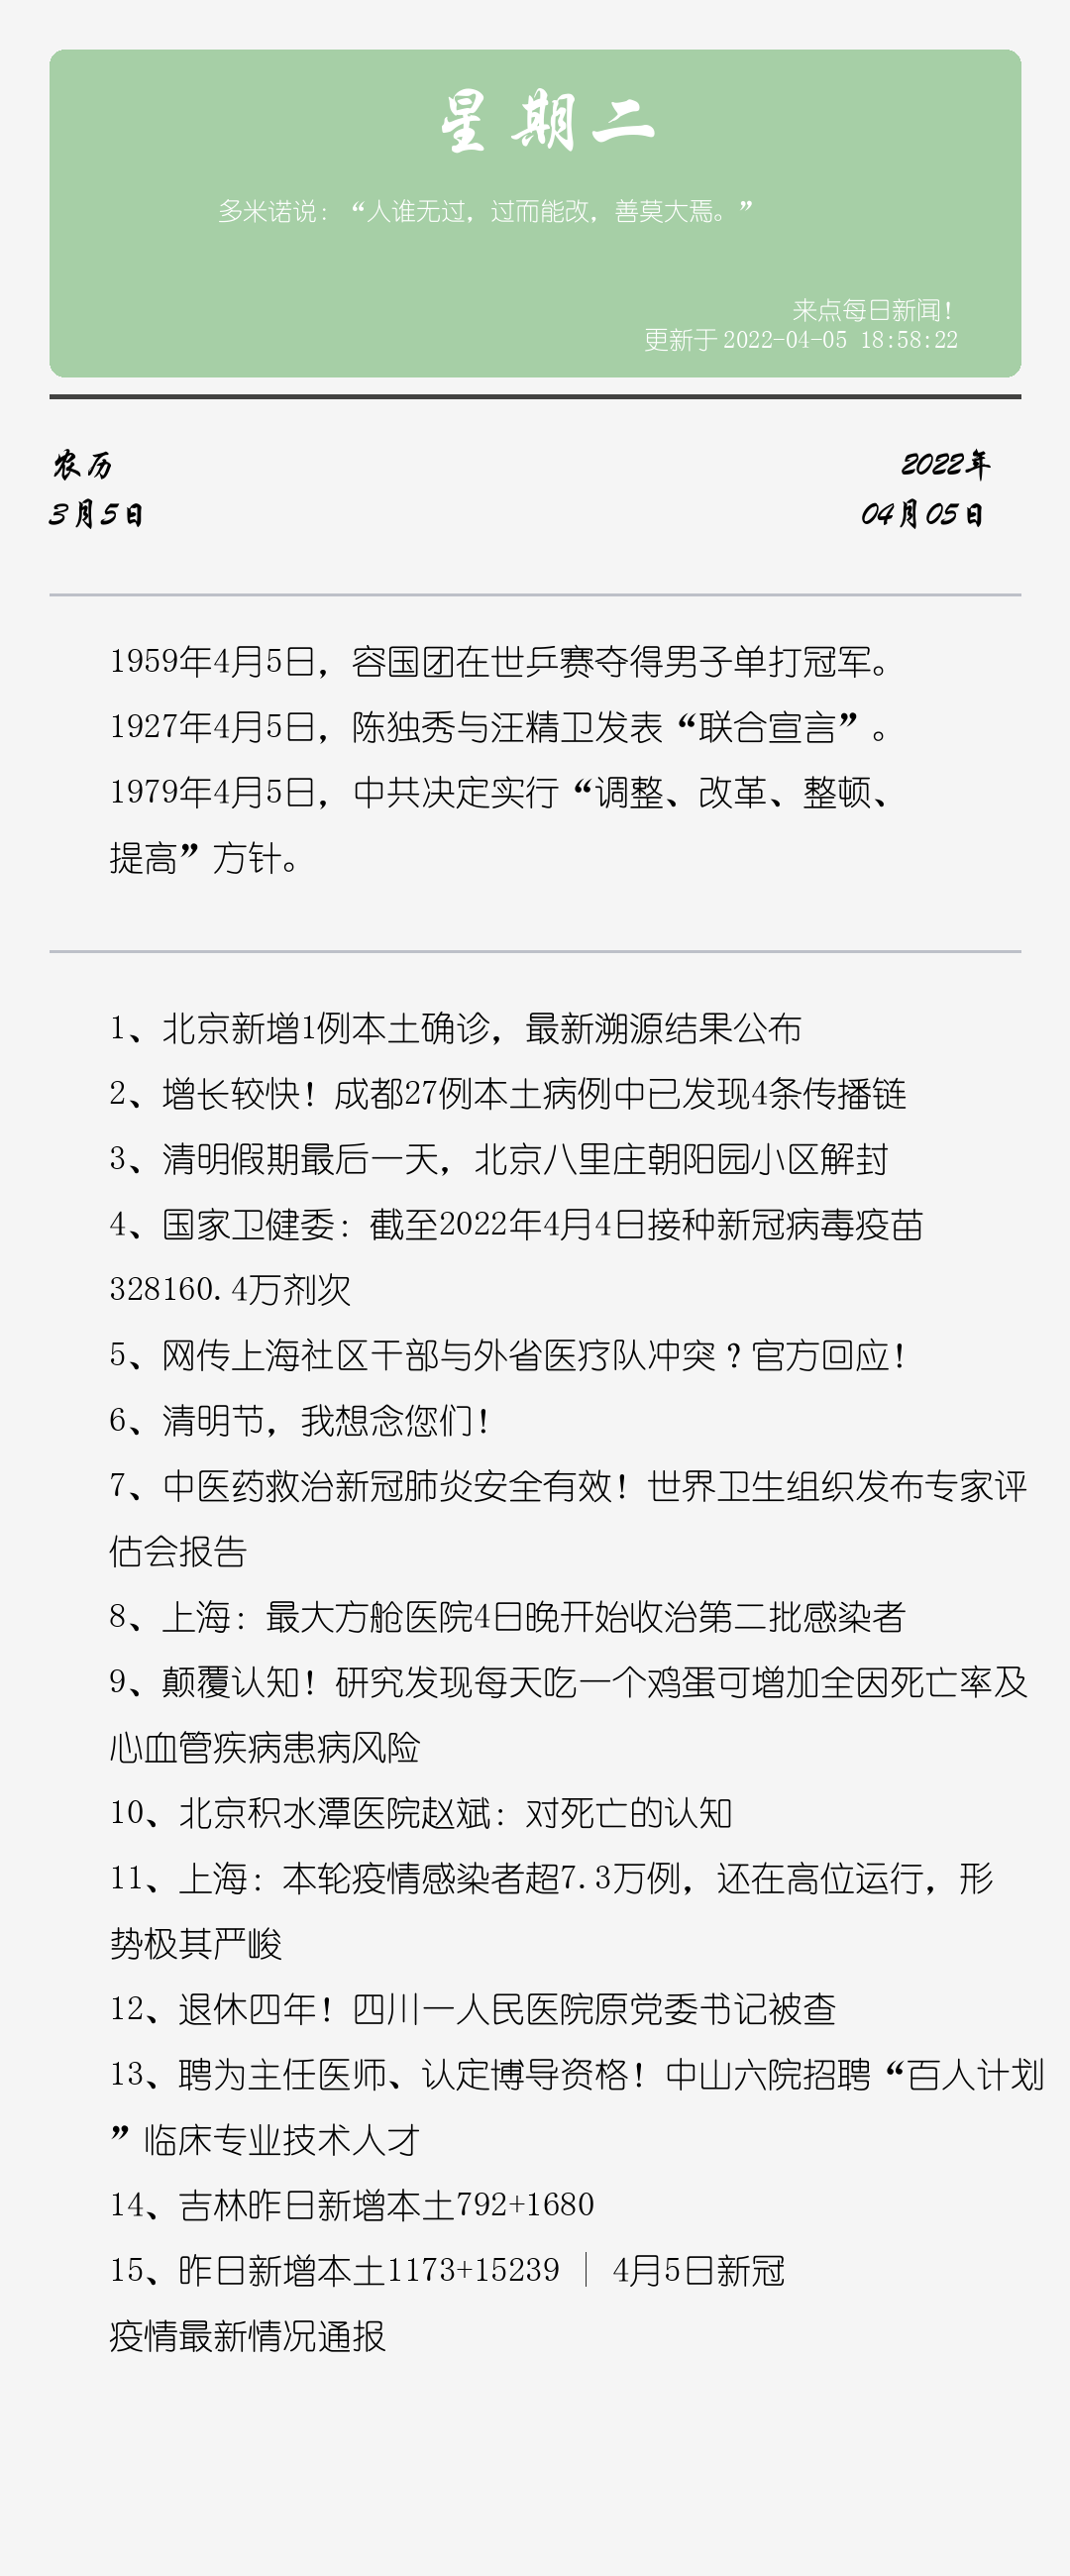 星期二
多米诺说：“人谁无过，过而能改，善莫大焉。”
来点每日新闻！
更新于 2022-04-05 18:58:22
农历
3月5日
2022年
04月05日
1959年4月5日，容国团在世乒赛夺得男子单打冠军。
1927年4月5日，陈独秀与汪精卫发表“联合宣言”。
1979年4月5日，中共决定实行“调整、改革、整顿、
提高”方针。
1、北京新增1例本土确诊，最新溯源结果公布
2、增长较快！成都27例本土病例中已发现4条传播链
3、清明假期最后一天，北京八里庄朝阳园小区解封
4、国家卫健委：截至2022年4月4日接种新冠病毒疫苗
328160.4万剂次
5、网传上海社区干部与外省医疗队冲突？官方回应！
6、清明节，我想念您们！
7、中医药救治新冠肺炎安全有效！世界卫生组织发布专家评
估会报告
8、上海：最大方舱医院4日晚开始收治第二批感染者
9、颠覆认知！研究发现每天吃一个鸡蛋可增加全因死亡率及
心血管疾病患病风险
10、北京积水潭医院赵斌：对死亡的认知
11、上海：本轮疫情感染者超7.3万例，还在高位运行，形
势极其严峻
12、退休四年！四川一人民医院原党委书记被查
13、聘为主任医师、认定博导资格！中山六院招聘“百人计划
”临床专业技术人才
14、吉林昨日新增本土792+1680
15、昨日新增本土1173+15239 | 4月5日新冠
疫情最新情况通报